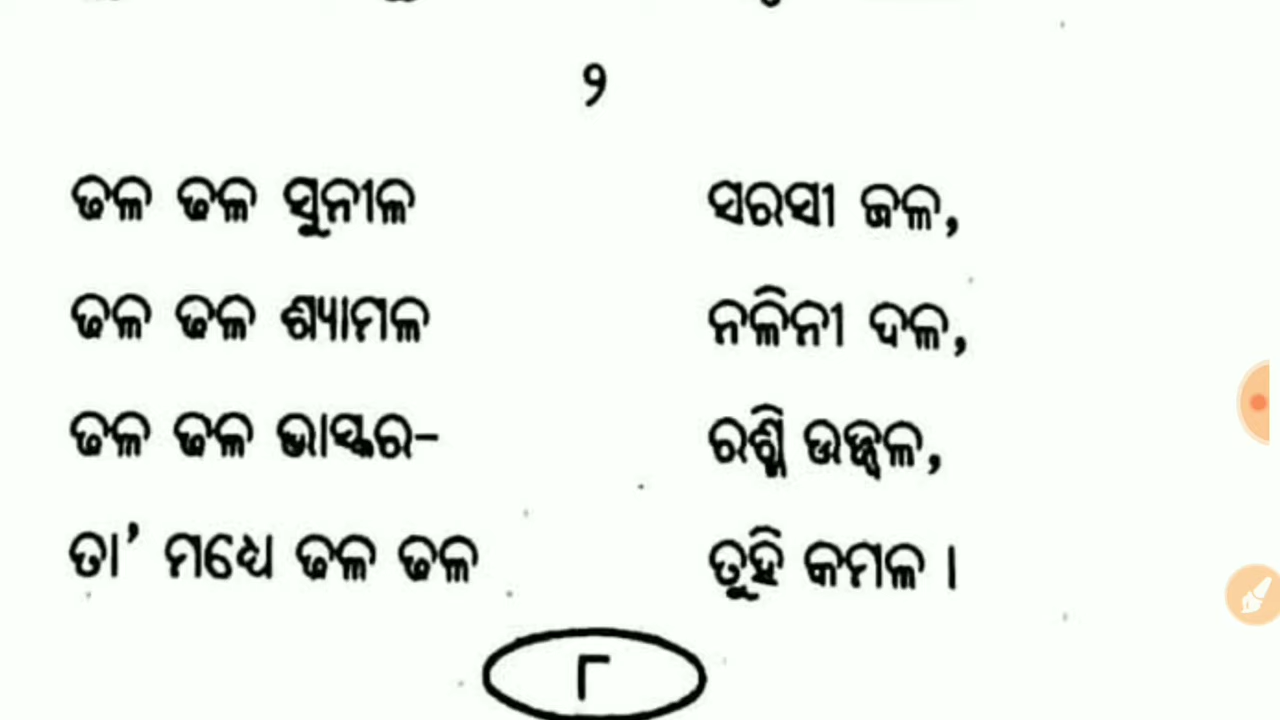 ୨
ଢଳ ଢଳ ସୁନୀଳ ସରସୀ ଜଳ,
ଢଳ ଢଳ ଶ୍ୟାମଳ ନଳିନୀ ଦଳ,
ଢଳ ଢଳ ଭାସ୍କର- ରଶ୍ମି ଉଜ୍ଜ୍ୱଳ,
ତା’ ମଧ୍ୟେ ଢଳ ଢଳ ତୁହି କମଳ ।
୮